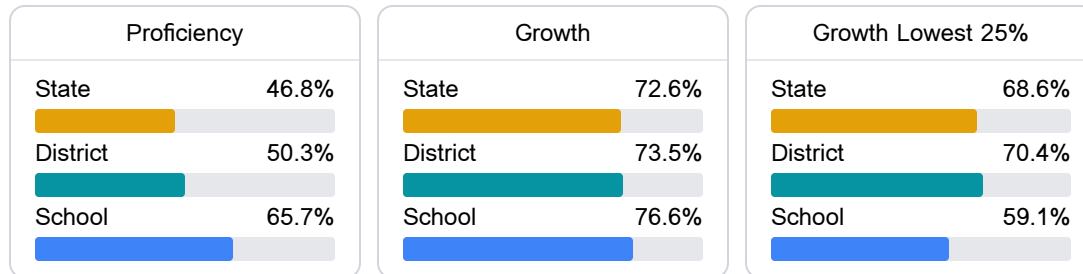 Proficiency
State 46.8%
District 50.3%
School 65.7%
Growth
State 72.6%
District 73.5%
School 76.6%
Growth Lowest 25%
State 68.6%
District 70.4%
School 59.1%